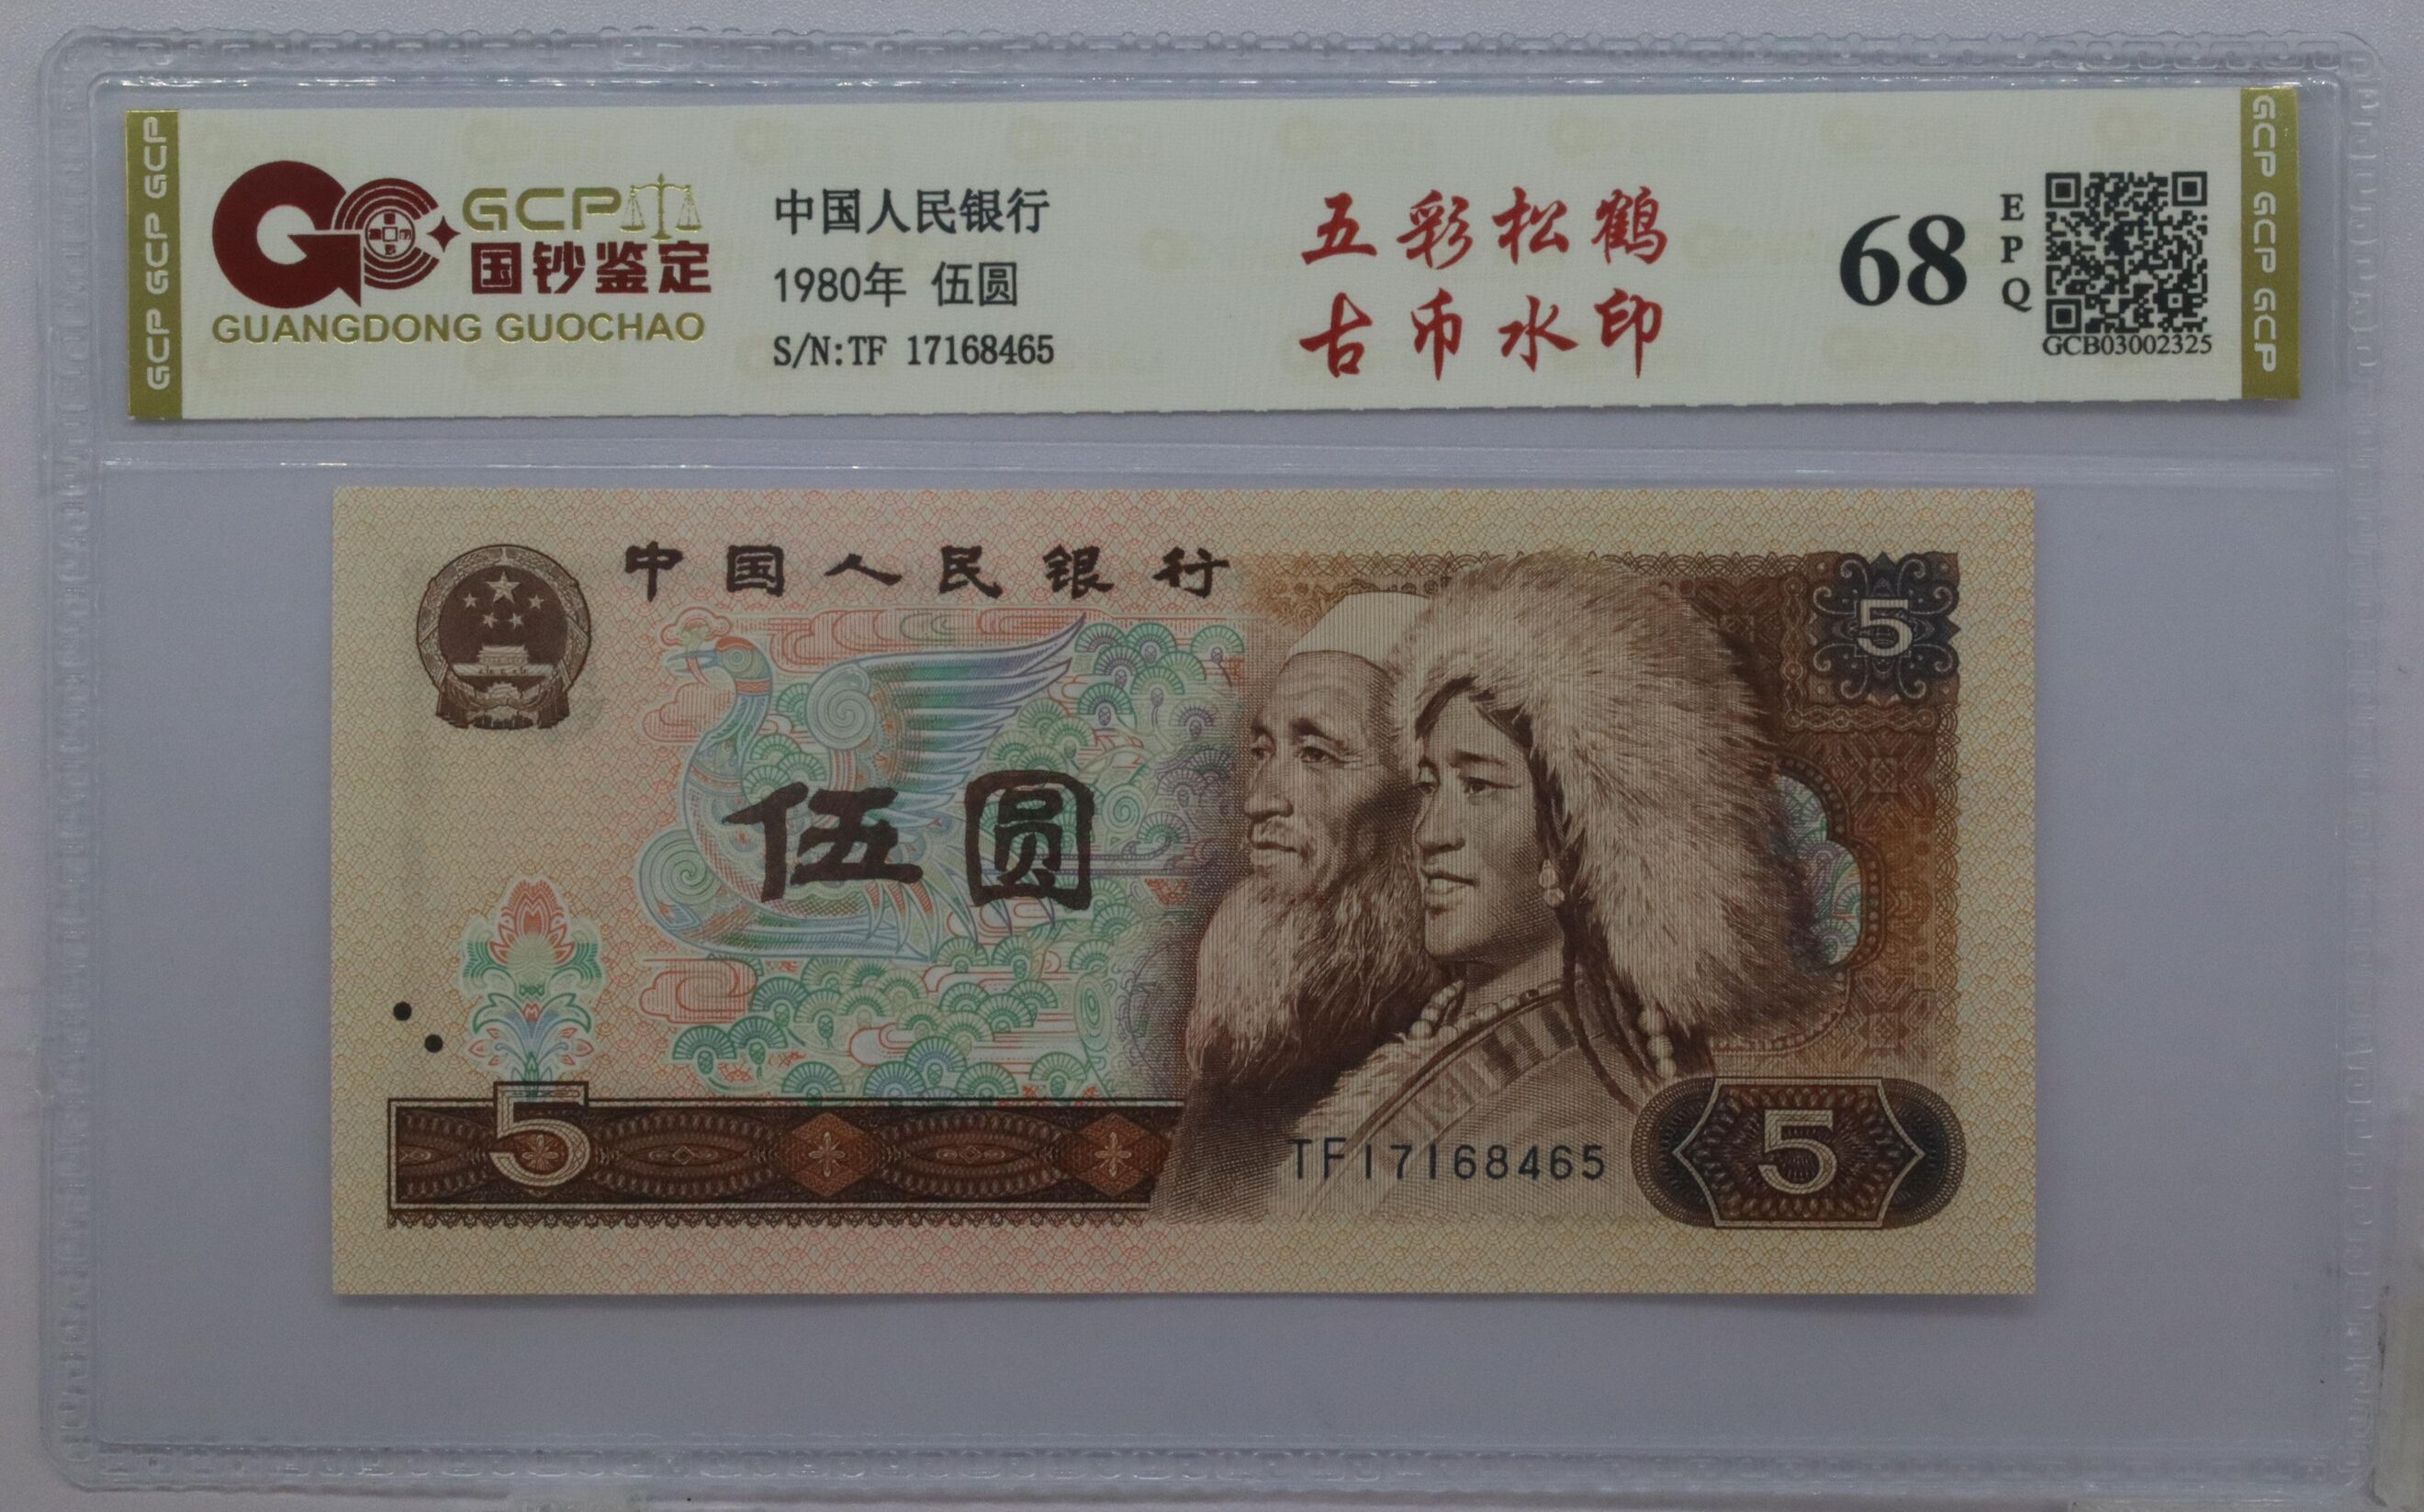 GCP GCP GCP
GCP
国钞鉴定
GUANGDONG GUOCHAO
中国人民银行
1980年 伍圆
S/N:TF 17168465
五彩松鹤
古币水印
68
EPQ
GCB03002325
GCP GCP GCP
中国人民银行
5
伍圆
5
TF17168465
5